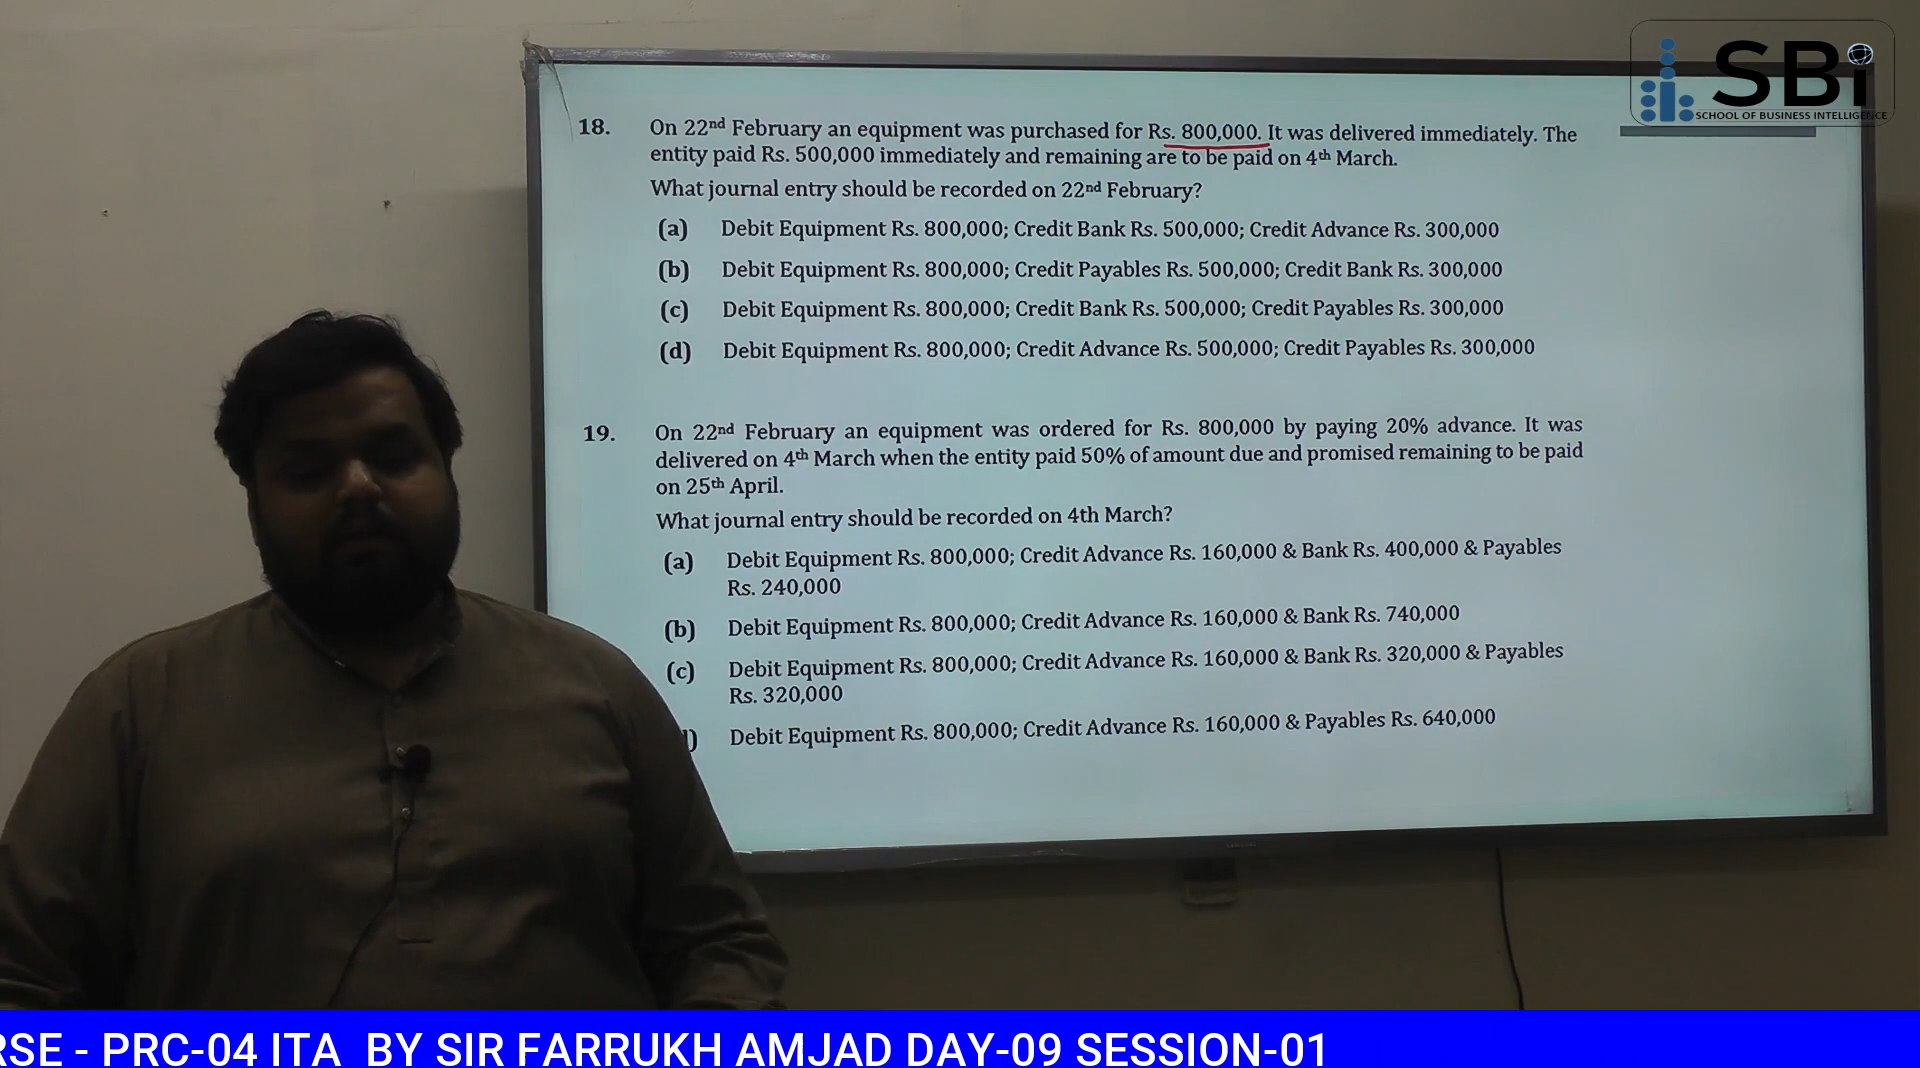 SBi
SCHOOL OF BUSINESS INTELLIGENCE
18. On 22nd February an equipment was purchased for Rs. 800,000. It was delivered immediately. The
entity paid Rs. 500,000 immediately and remaining are to be paid on 4th March.
What journal entry should be recorded on 22nd February?
(a) Debit Equipment Rs. 800,000; Credit Bank Rs. 500,000; Credit Advance Rs. 300,000
(b) Debit Equipment Rs. 800,000; Credit Payables Rs. 500,000; Credit Bank Rs. 300,000
(c) Debit Equipment Rs. 800,000; Credit Bank Rs. 500,000; Credit Payables Rs. 300,000
(d) Debit Equipment Rs. 800,000; Credit Advance Rs. 500,000; Credit Payables Rs. 300,000
19. On 22nd February an equipment was ordered for Rs. 800,000 by paying 20% advance. It was
delivered on 4th March when the entity paid 50% of amount due and promised remaining to be paid
on 25th April.
What journal entry should be recorded on 4th March?
(a) Debit Equipment Rs. 800,000; Credit Advance Rs. 160,000 & Bank Rs. 400,000 & Payables
Rs. 240,000
(b) Debit Equipment Rs. 800,000; Credit Advance Rs. 160,000 & Bank Rs. 740,000
(c) Debit Equipment Rs. 800,000; Credit Advance Rs. 160,000 & Bank Rs. 320,000 & Payables
Rs. 320,000
) Debit Equipment Rs. 800,000; Credit Advance Rs. 160,000 & Payables Rs. 640,000
RSE - PRC-04 ITA BY SIR FARRUKH AMJAD DAY-09 SESSION-01